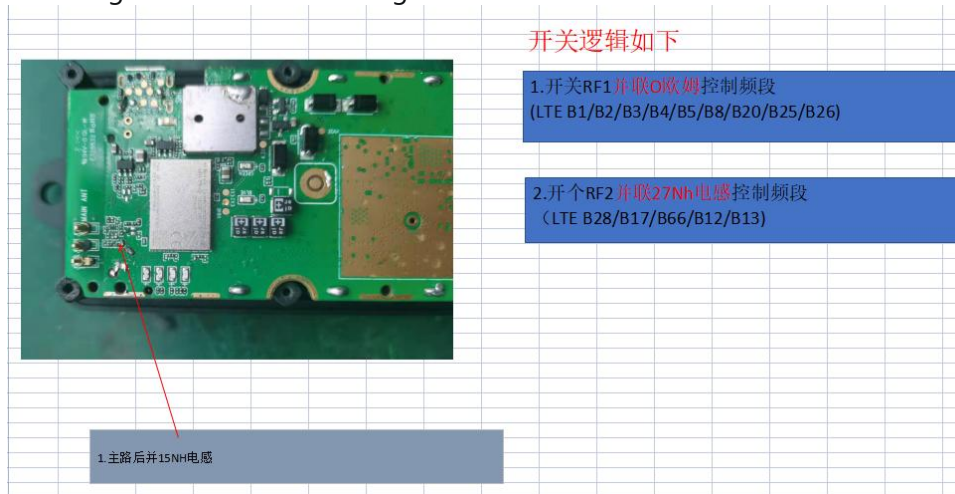 开关逻辑如下
1.开关RF1并联0欧姆控制频段
(LTE B1/B2/B3/B4/B5/B8/B20/B25/B26)
2.开个RF2并联27Nh电感控制频段
（LTE B28/B17/B66/B12/B13)
MAIN ANT
1.主路后并15NH电感